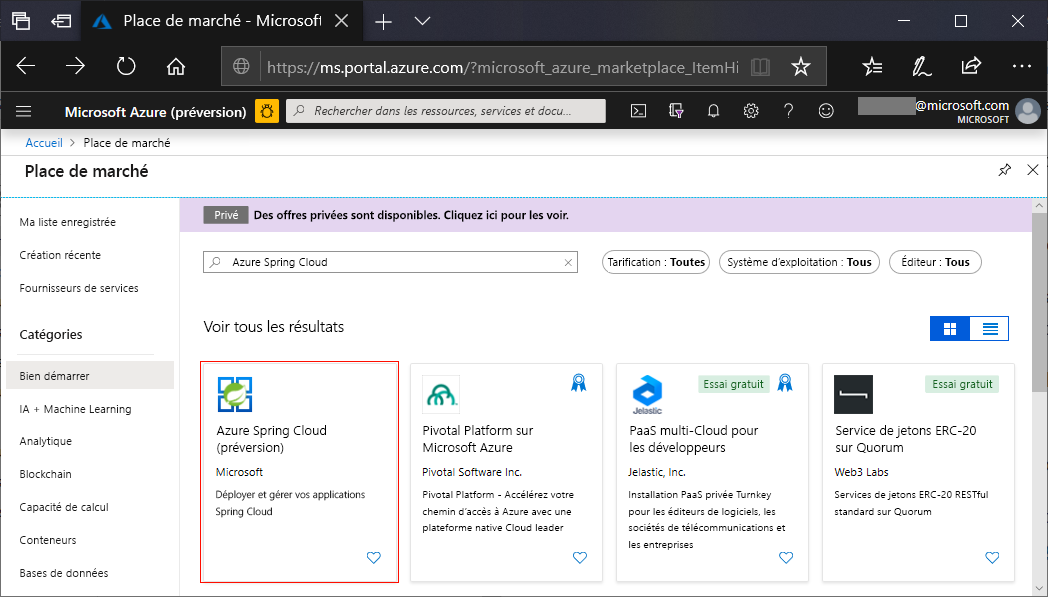 Place de marché - Microsoft
https://ms.portal.azure.com/?microsoft_azure_marketplace_ItemHi
Microsoft Azure (préversion)
Rechercher dans les ressources, services et docu...
@microsoft.com
MICROSOFT
Accueil > Place de marché
Place de marché
Ma liste enregistrée
Création récente
Fournisseurs de services
Catégories
Bien démarrer
IA + Machine Learning
Analytique
Blockchain
Capacité de calcul
Conteneurs
Bases de données
Privé Des offres privées sont disponibles. Cliquez ici pour les voir.
Azure Spring Cloud
Tarification : Toutes
Système d'exploitation : Tous
Éditeur : Tous
Voir tous les résultats
Azure Spring Cloud
(préversion)
Microsoft
Déployer et gérer vos applications
Spring Cloud
Pivotal Platform sur
Microsoft Azure
Pivotal Software Inc.
Pivotal Platform - Accélérez votre
chemin d'accès à Azure avec une
plateforme native Cloud leader
Jelastic
Essai gratuit
PaaS multi-Cloud pour
les développeurs
Jelastic, Inc.
Installation PaaS privée Turnkey
pour les éditeurs de logiciels, les
sociétés de télécommunications et
les entreprises
Essai gratuit
Service de jetons ERC-20
sur Quorum
Web3 Labs
Services de jetons ERC-20 RESTful
standard sur Quorum